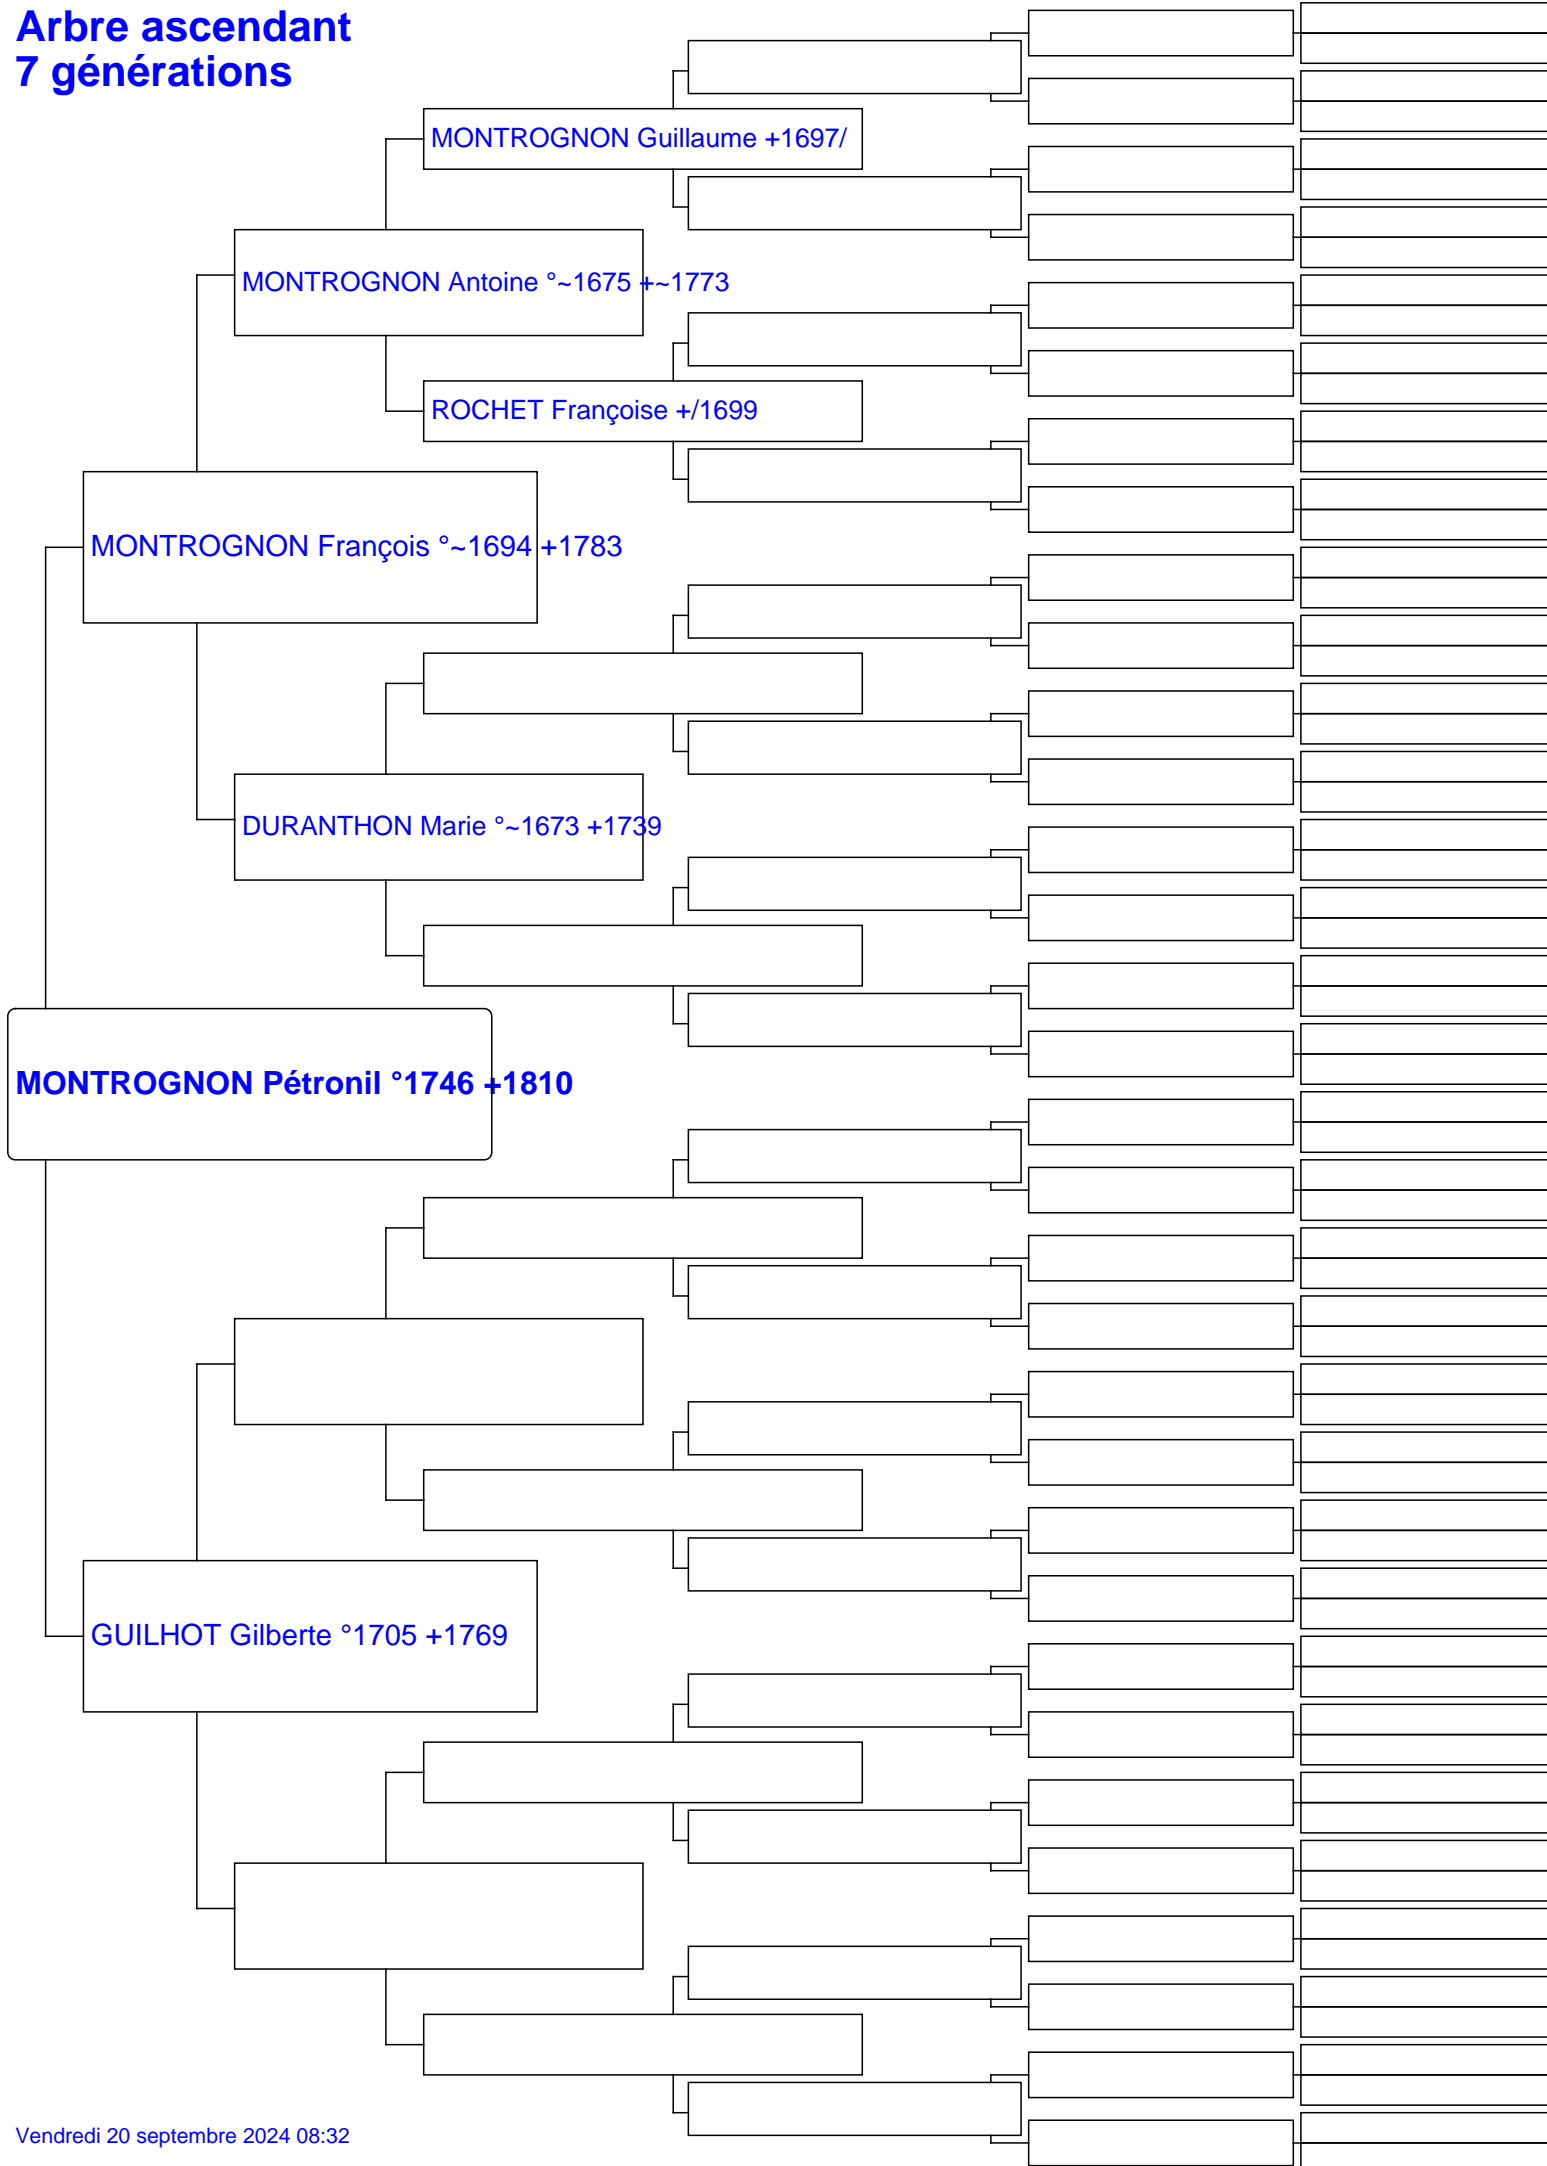 Arbre ascendant
7 générations
MONTROGNON Guillaume +1697/
MONTROGNON Antoine °~1675 +~1773
ROCHET Françoise +/1699
MONTROGNON François °~1694 +1783
DURANTHON Marie °~1673 +1739
MONTROGNON Pétronil °1746 +1810
GUILHOT Gilberte °1705 +1769
Vendredi 20 septembre 2024 08:32